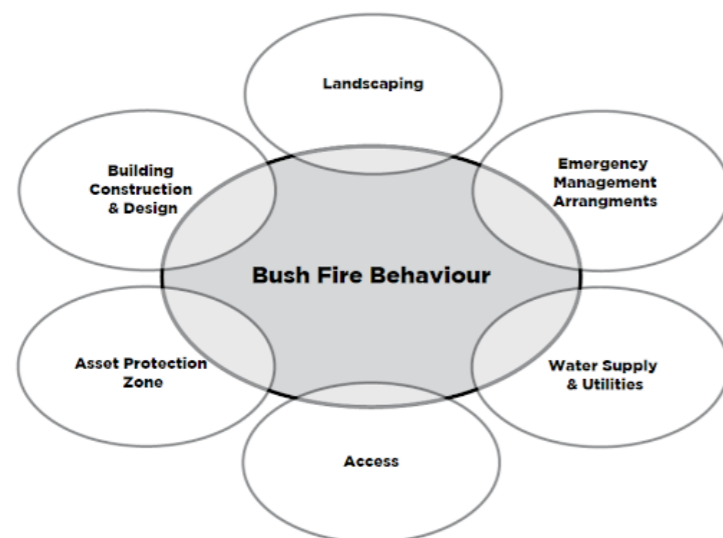 Landscaping
Building
Construction
& Design
Emergency
Management
Arrangments
Bush Fire Behaviour
Asset Protection
Zone
Water Supply
& Utilities
Access